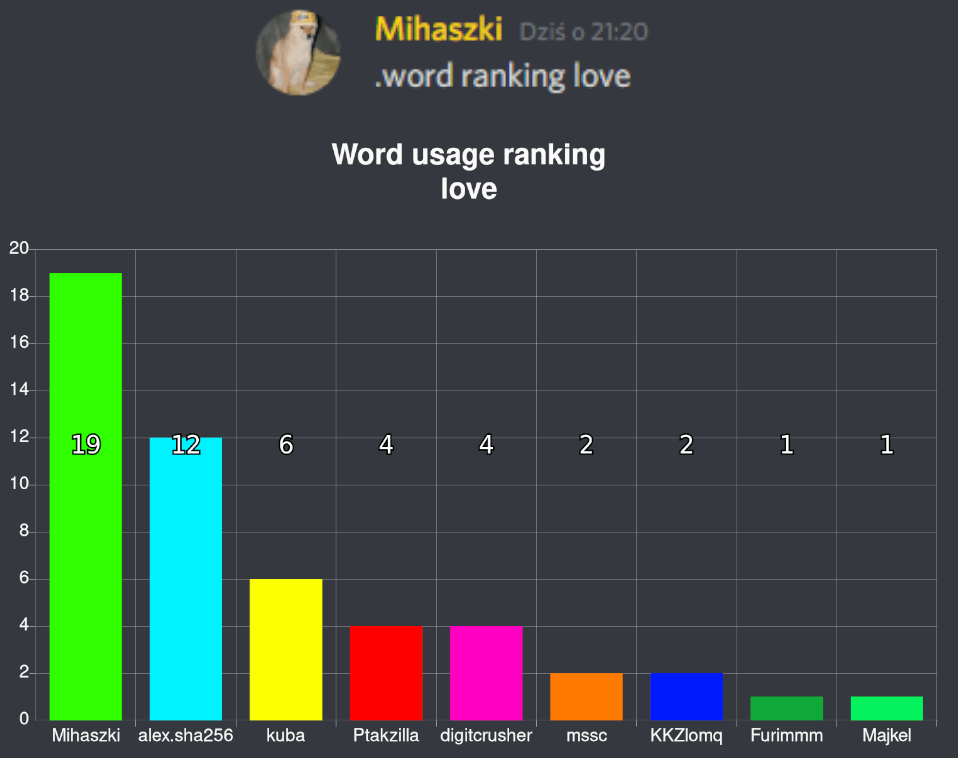 Mihaszki Dziś o 21:20
.word ranking love
Word usage ranking
love
20
18
16
14
12
10
8
6
4
2
0
19 12 6 4 4 2 2 1 1
Mihaszki alex.sha256 kuba Ptakzilla digitcrusher mssc KKZlomq Furimmm Majkel